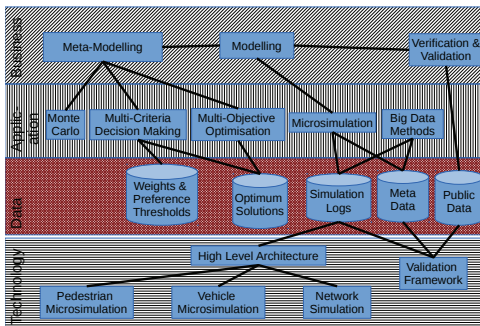 Business
Meta-Modelling
Modelling
Verification &
Validation
Applic-
ation
Monte
Carlo
Multi-Criteria
Decision Making
Multi-Objective
Optimisation
Microsimulation
Big Data
Methods
Data
Weights &
Preference
Thresholds
Optimum
Solutions
Simulation
Logs
Meta
Data
Public
Data
Technology
High Level Architecture
Validation
Framework
Pedestrian
Microsimulation
Vehicle
Microsimulation
Network
Simulation